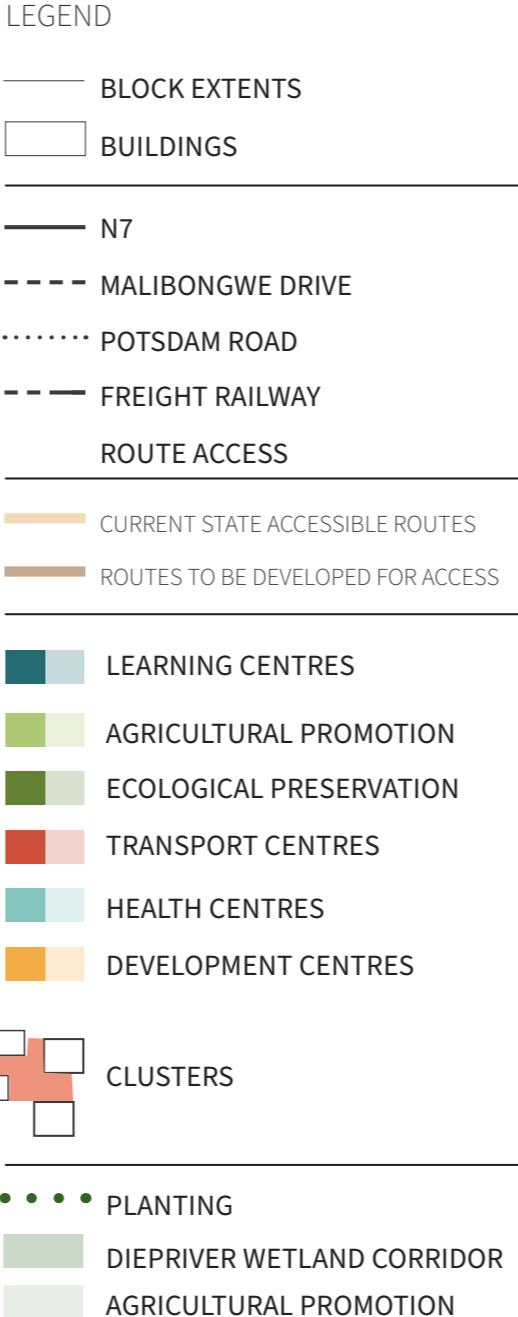 LEGEND
BLOCK EXTENTS
BUILDINGS
N7
MALIBONGWE DRIVE
POTSDAM ROAD
FREIGHT RAILWAY
ROUTE ACCESS
CURRENT STATE ACCESSIBLE ROUTES
ROUTES TO BE DEVELOPED FOR ACCESS
LEARNING CENTRES
AGRICULTURAL PROMOTION
ECOLOGICAL PRESERVATION
TRANSPORT CENTRES
HEALTH CENTRES
DEVELOPMENT CENTRES
CLUSTERS
PLANTING
DIEPRIVER WETLAND CORRIDOR
AGRICULTURAL PROMOTION